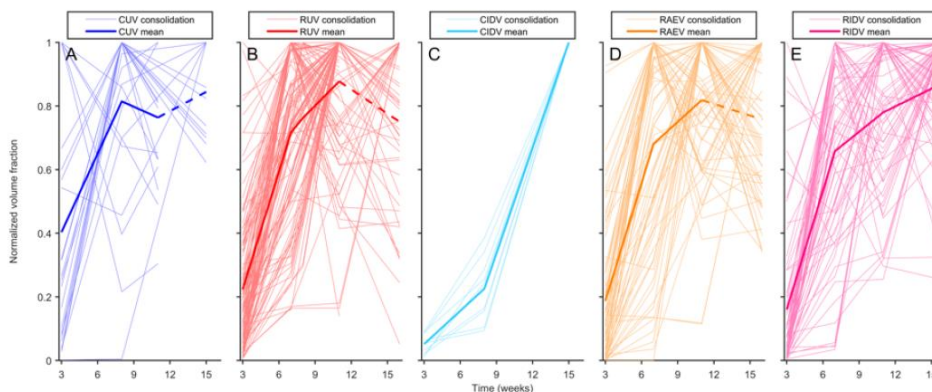 CUV consolidation
CUV mean
RUV consolidation
RUV mean
CIDV consolidation
CIDV mean
RAEV consolidation
RAEV mean
RIDV consolidation
RIDV mean
A
B
C
D
E
Normalized volume fraction
1
0.8
0.6
0.4
0.2
0
3 6 9 12 15
3 6 9 12 15
3 6 9 12 15
3 6 9 12 15
3 6 9 12 15
Time (weeks)